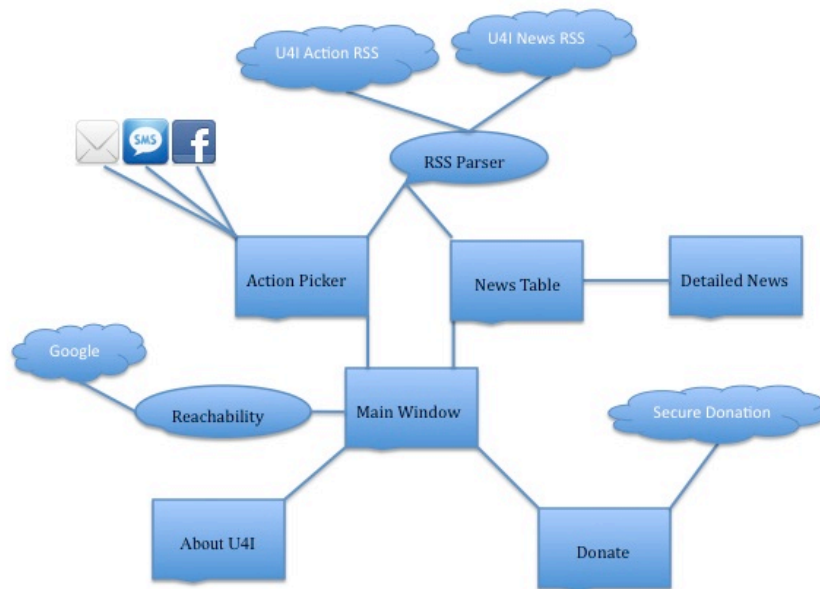 U4I Action RSS
U4I News RSS
SMS
f
RSS Parser
Action Picker
News Table
Detailed News
Google
Reachability
Main Window
Secure Donation
About U4I
Donate